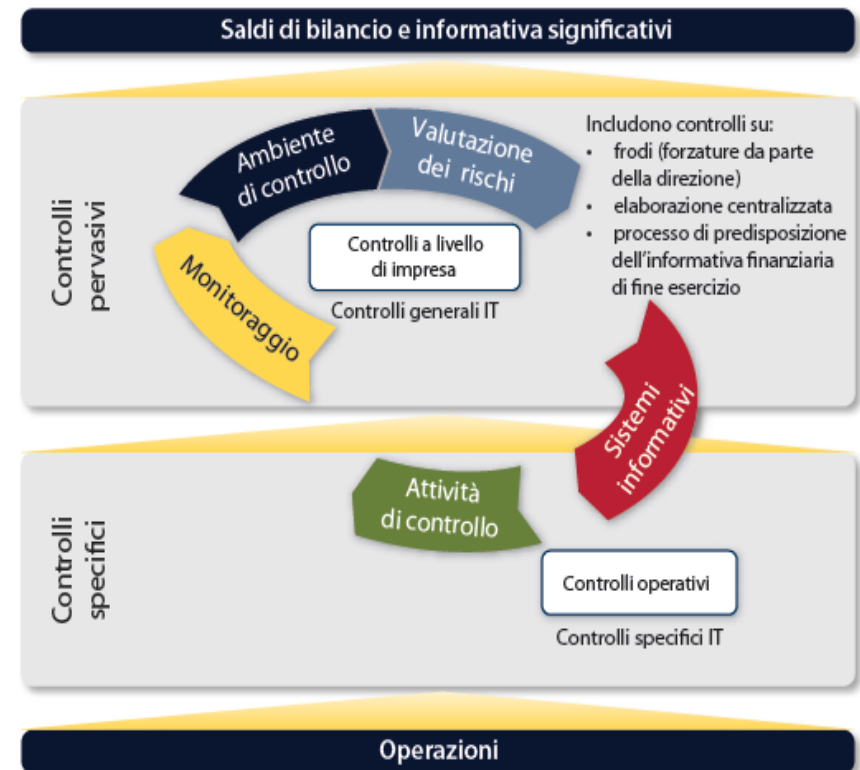 Saldi di bilancio e informativa significativi
Controlli
pervasivi
Ambiente
di controllo
Valutazione
dei rischi
Monitoraggio
Controlli a livello
di impresa
Controlli generali IT
Includono controlli su:
• frodi (forzature da parte
della direzione)
• elaborazione centralizzata
• processo di predisposizione
dell'informativa finanziaria
di fine esercizio
Sistemi
informativi
Controlli
specifici
Attività
di controllo
Controlli operativi
Controlli specifici IT
Operazioni